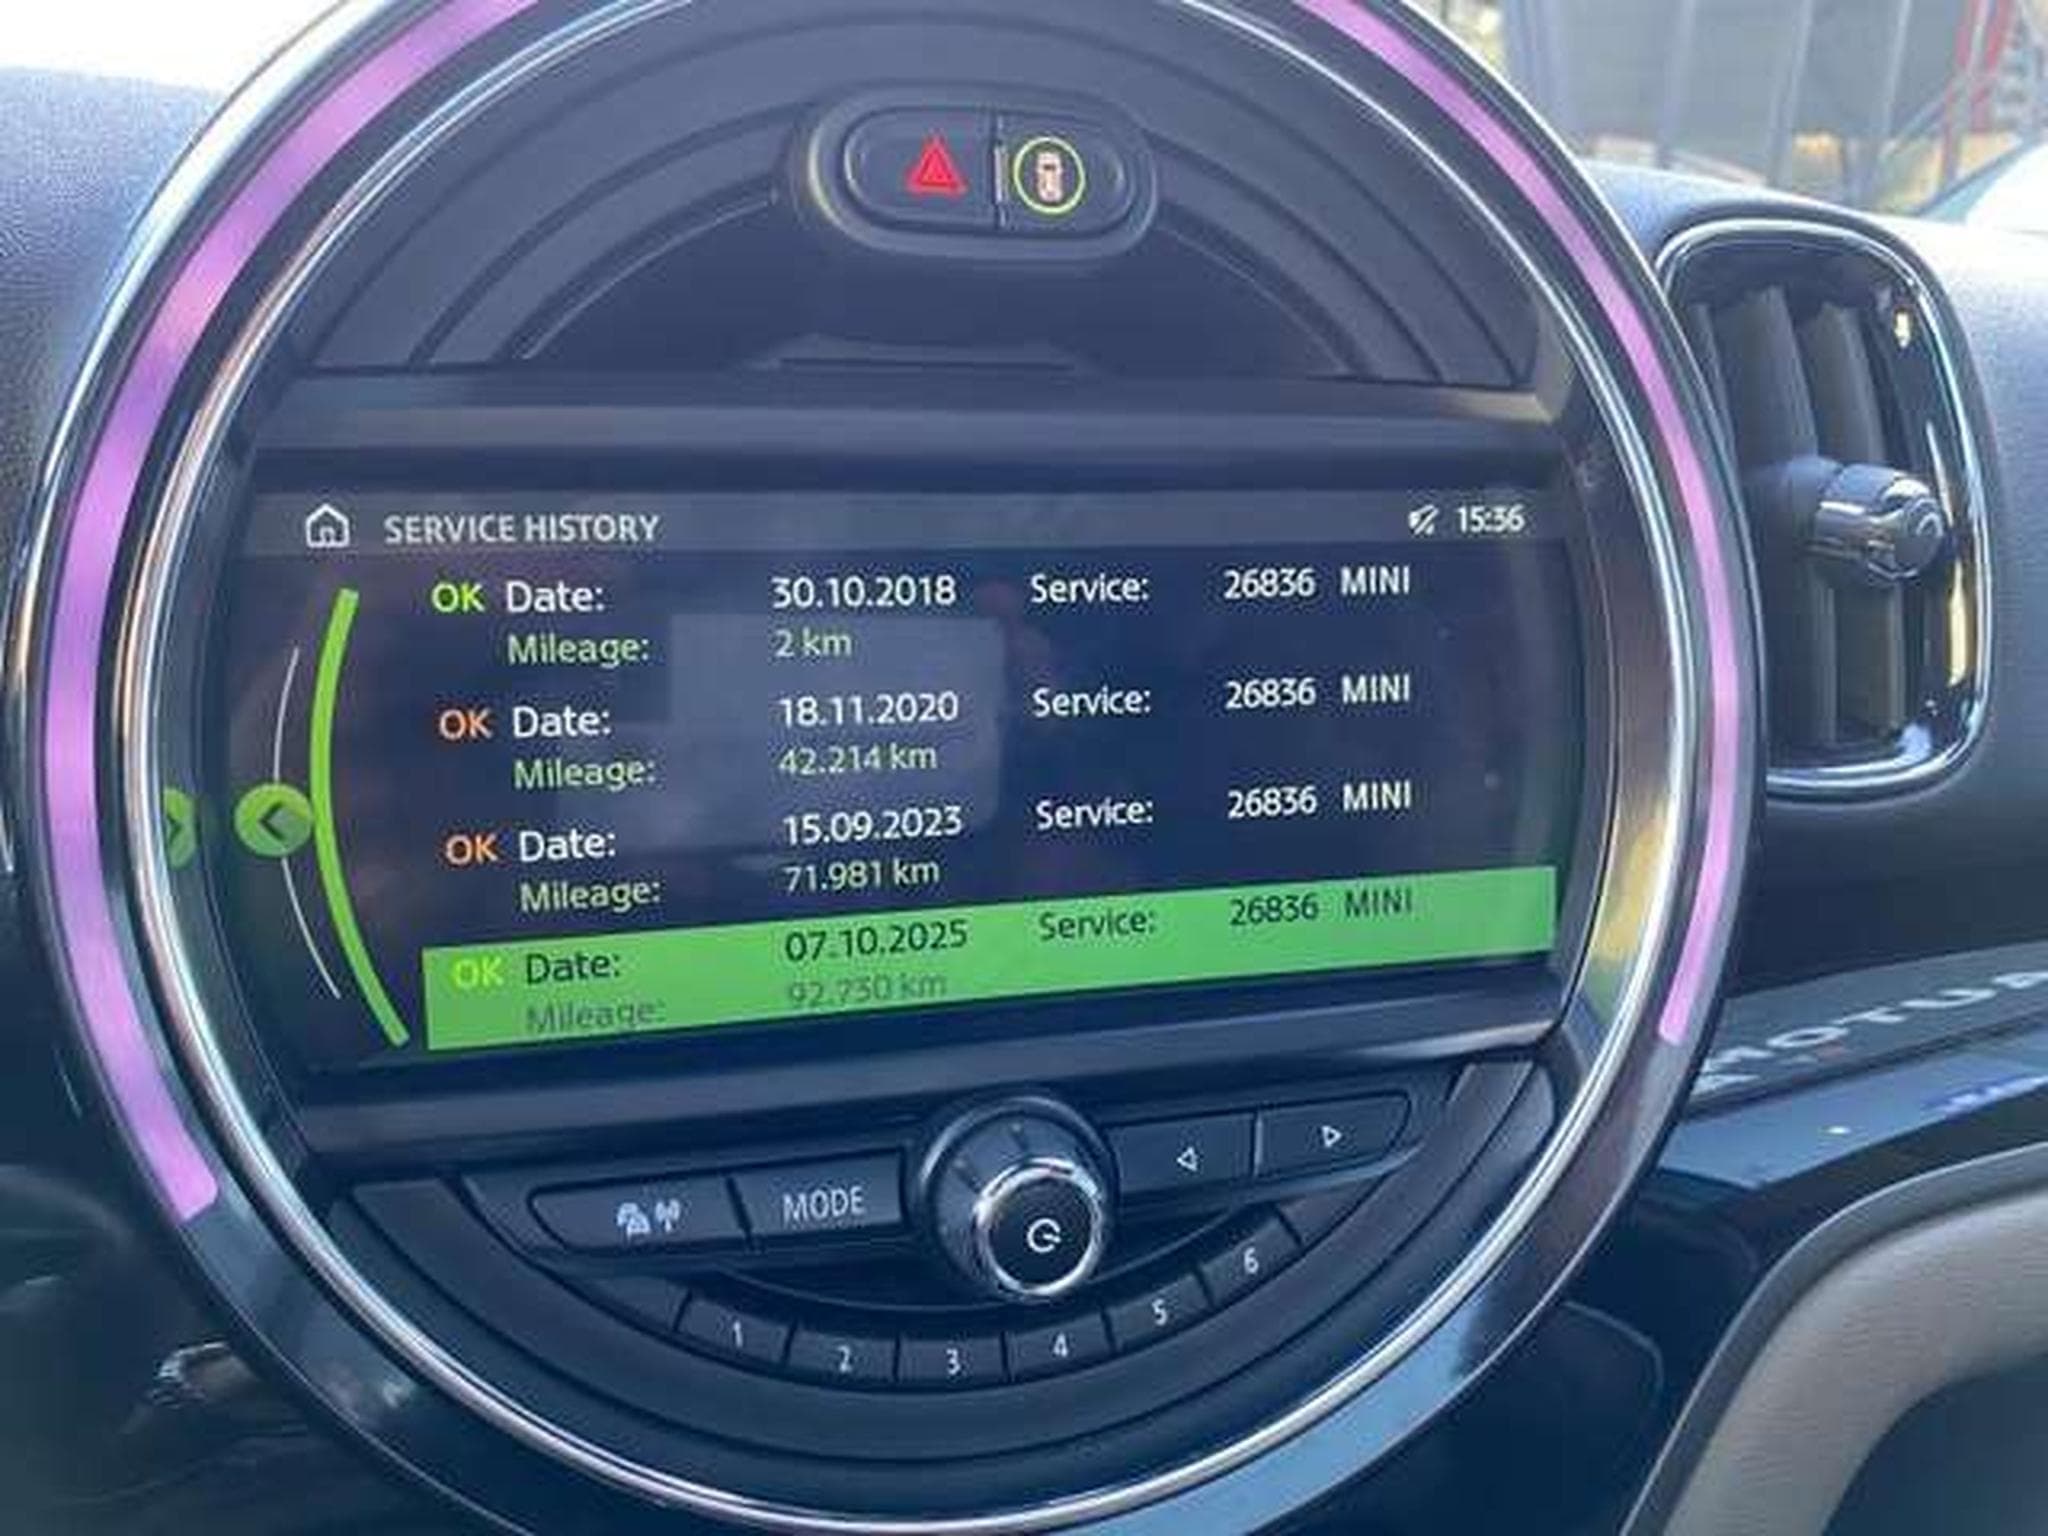 SERVICE HISTORY 15:36
OK Date: 30.10.2018 Service: 26836 MINI
Mileage: 2 km
OK Date: 18.11.2020 Service: 26836 MINI
Mileage: 42.214 km
OK Date: 15.09.2023 Service: 26836 MINI
Mileage: 71.981 km
OK Date: 07.10.2025 Service: 26836 MINI
Mileage: 92.730 km
MODE
1 2 3 4 5 6